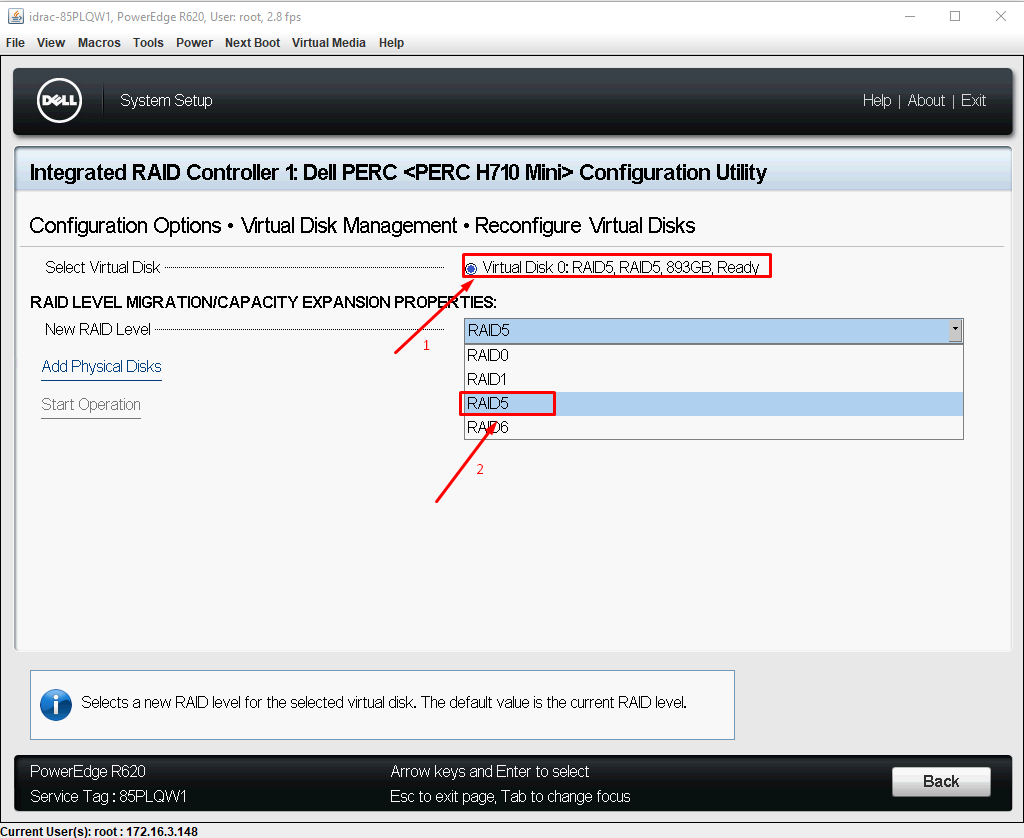 idrac-85PLQW1, PowerEdge R620, User: root, 2.8 fps
File View Macros Tools Power Next Boot Virtual Media Help
DELL System Setup Help | About | Exit
Integrated RAID Controller 1: Dell PERC <PERC H710 Mini> Configuration Utility
Configuration Options • Virtual Disk Management • Reconfigure Virtual Disks
Select Virtual Disk Virtual Disk 0: RAID5, RAID5, 893GB, Ready
RAID LEVEL MIGRATION/CAPACITY EXPANSION PROPERTIES:
New RAID Level RAID5
1
RAID0
Add Physical Disks
RAID1
Start Operation RAID5
RAID6
2
Selects a new RAID level for the selected virtual disk. The default value is the current RAID level.
PowerEdge R620 Arrow keys and Enter to select
Service Tag : 85PLQW1 Esc to exit page, Tab to change focus
Back
Current User(s): root : 172.16.3.148